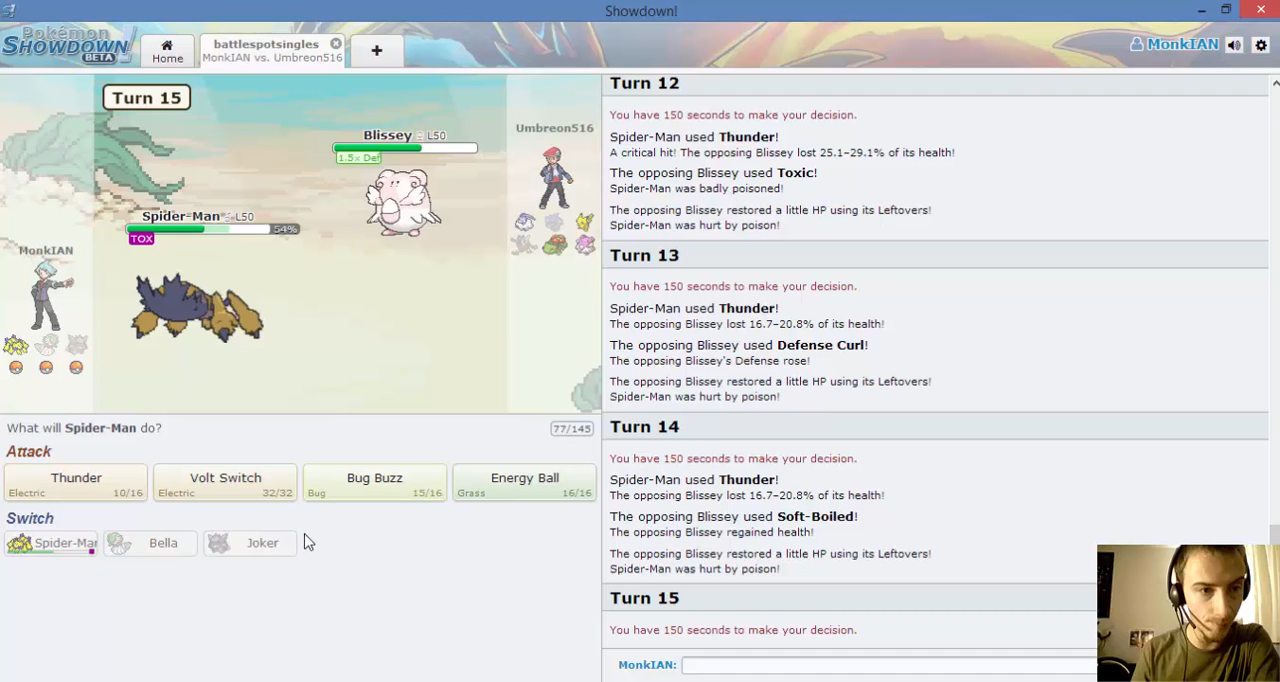 Showdown!
Pokémon
SHOWDOWN
BETA
Home
battlespotsingles
MonkIAN vs. Umbreon516
+
MonkIAN
Turn 15
Blissey L50
1.5× Def
Umbreon516
Spider-Man L50
54%
TOX
MonkIAN
What will Spider-Man do?
77/145
Attack
Thunder
Electric 10/16
Volt Switch
Electric 32/32
Bug Buzz
Bug 15/16
Energy Ball
Grass 16/16
Switch
Spider-Man
Bella
Joker
Turn 12
You have 150 seconds to make your decision.
Spider-Man used Thunder!
A critical hit! The opposing Blissey lost 25.1–29.1% of its health!
The opposing Blissey used Toxic!
Spider-Man was badly poisoned!
The opposing Blissey restored a little HP using its Leftovers!
Spider-Man was hurt by poison!
Turn 13
You have 150 seconds to make your decision.
Spider-Man used Thunder!
The opposing Blissey lost 16.7–20.8% of its health!
The opposing Blissey used Defense Curl!
The opposing Blissey's Defense rose!
The opposing Blissey restored a little HP using its Leftovers!
Spider-Man was hurt by poison!
Turn 14
You have 150 seconds to make your decision.
Spider-Man used Thunder!
The opposing Blissey lost 16.7–20.8% of its health!
The opposing Blissey used Soft-Boiled!
The opposing Blissey regained health!
The opposing Blissey restored a little HP using its Leftovers!
Spider-Man was hurt by poison!
Turn 15
You have 150 seconds to make your decision.
MonkIAN: